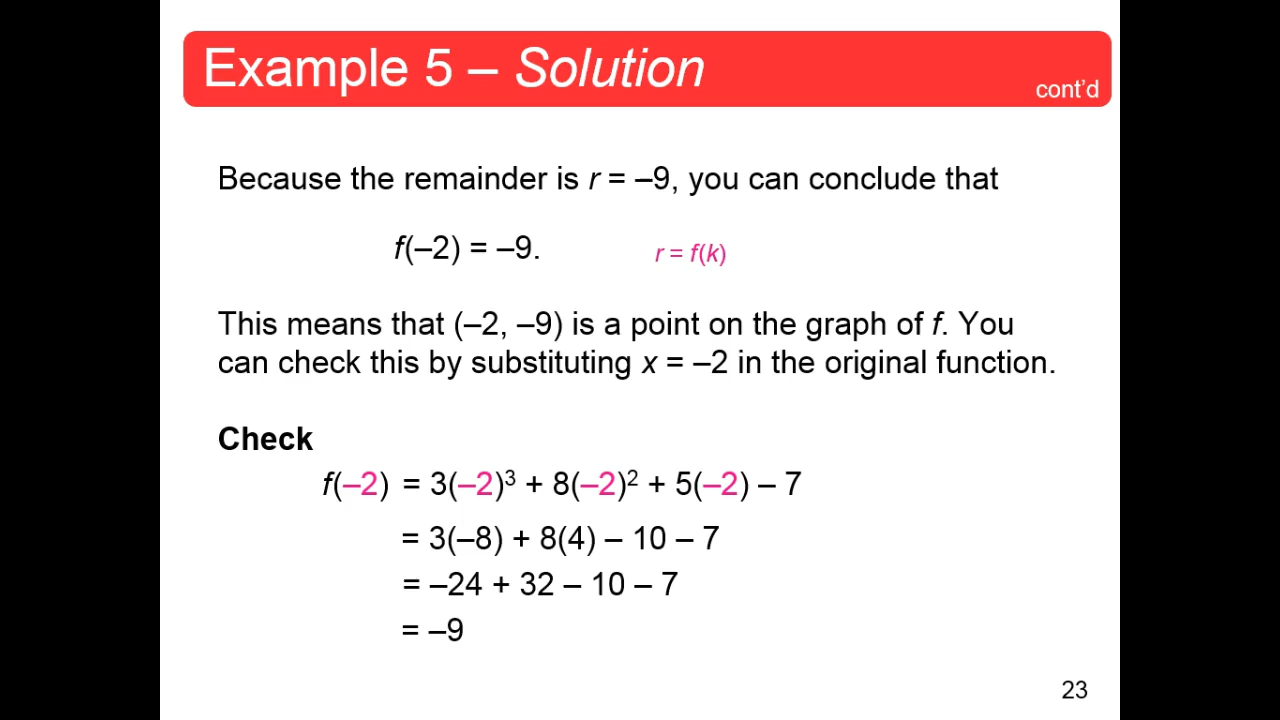 Example 5 – Solution
cont’d
Because the remainder is r = –9, you can conclude that
f(–2) = –9. r = f(k)
This means that (–2, –9) is a point on the graph of f. You
can check this by substituting x = –2 in the original function.
Check
f(–2) = 3(–2)³ + 8(–2)² + 5(–2) – 7
= 3(–8) + 8(4) – 10 – 7
= –24 + 32 – 10 – 7
= –9
23